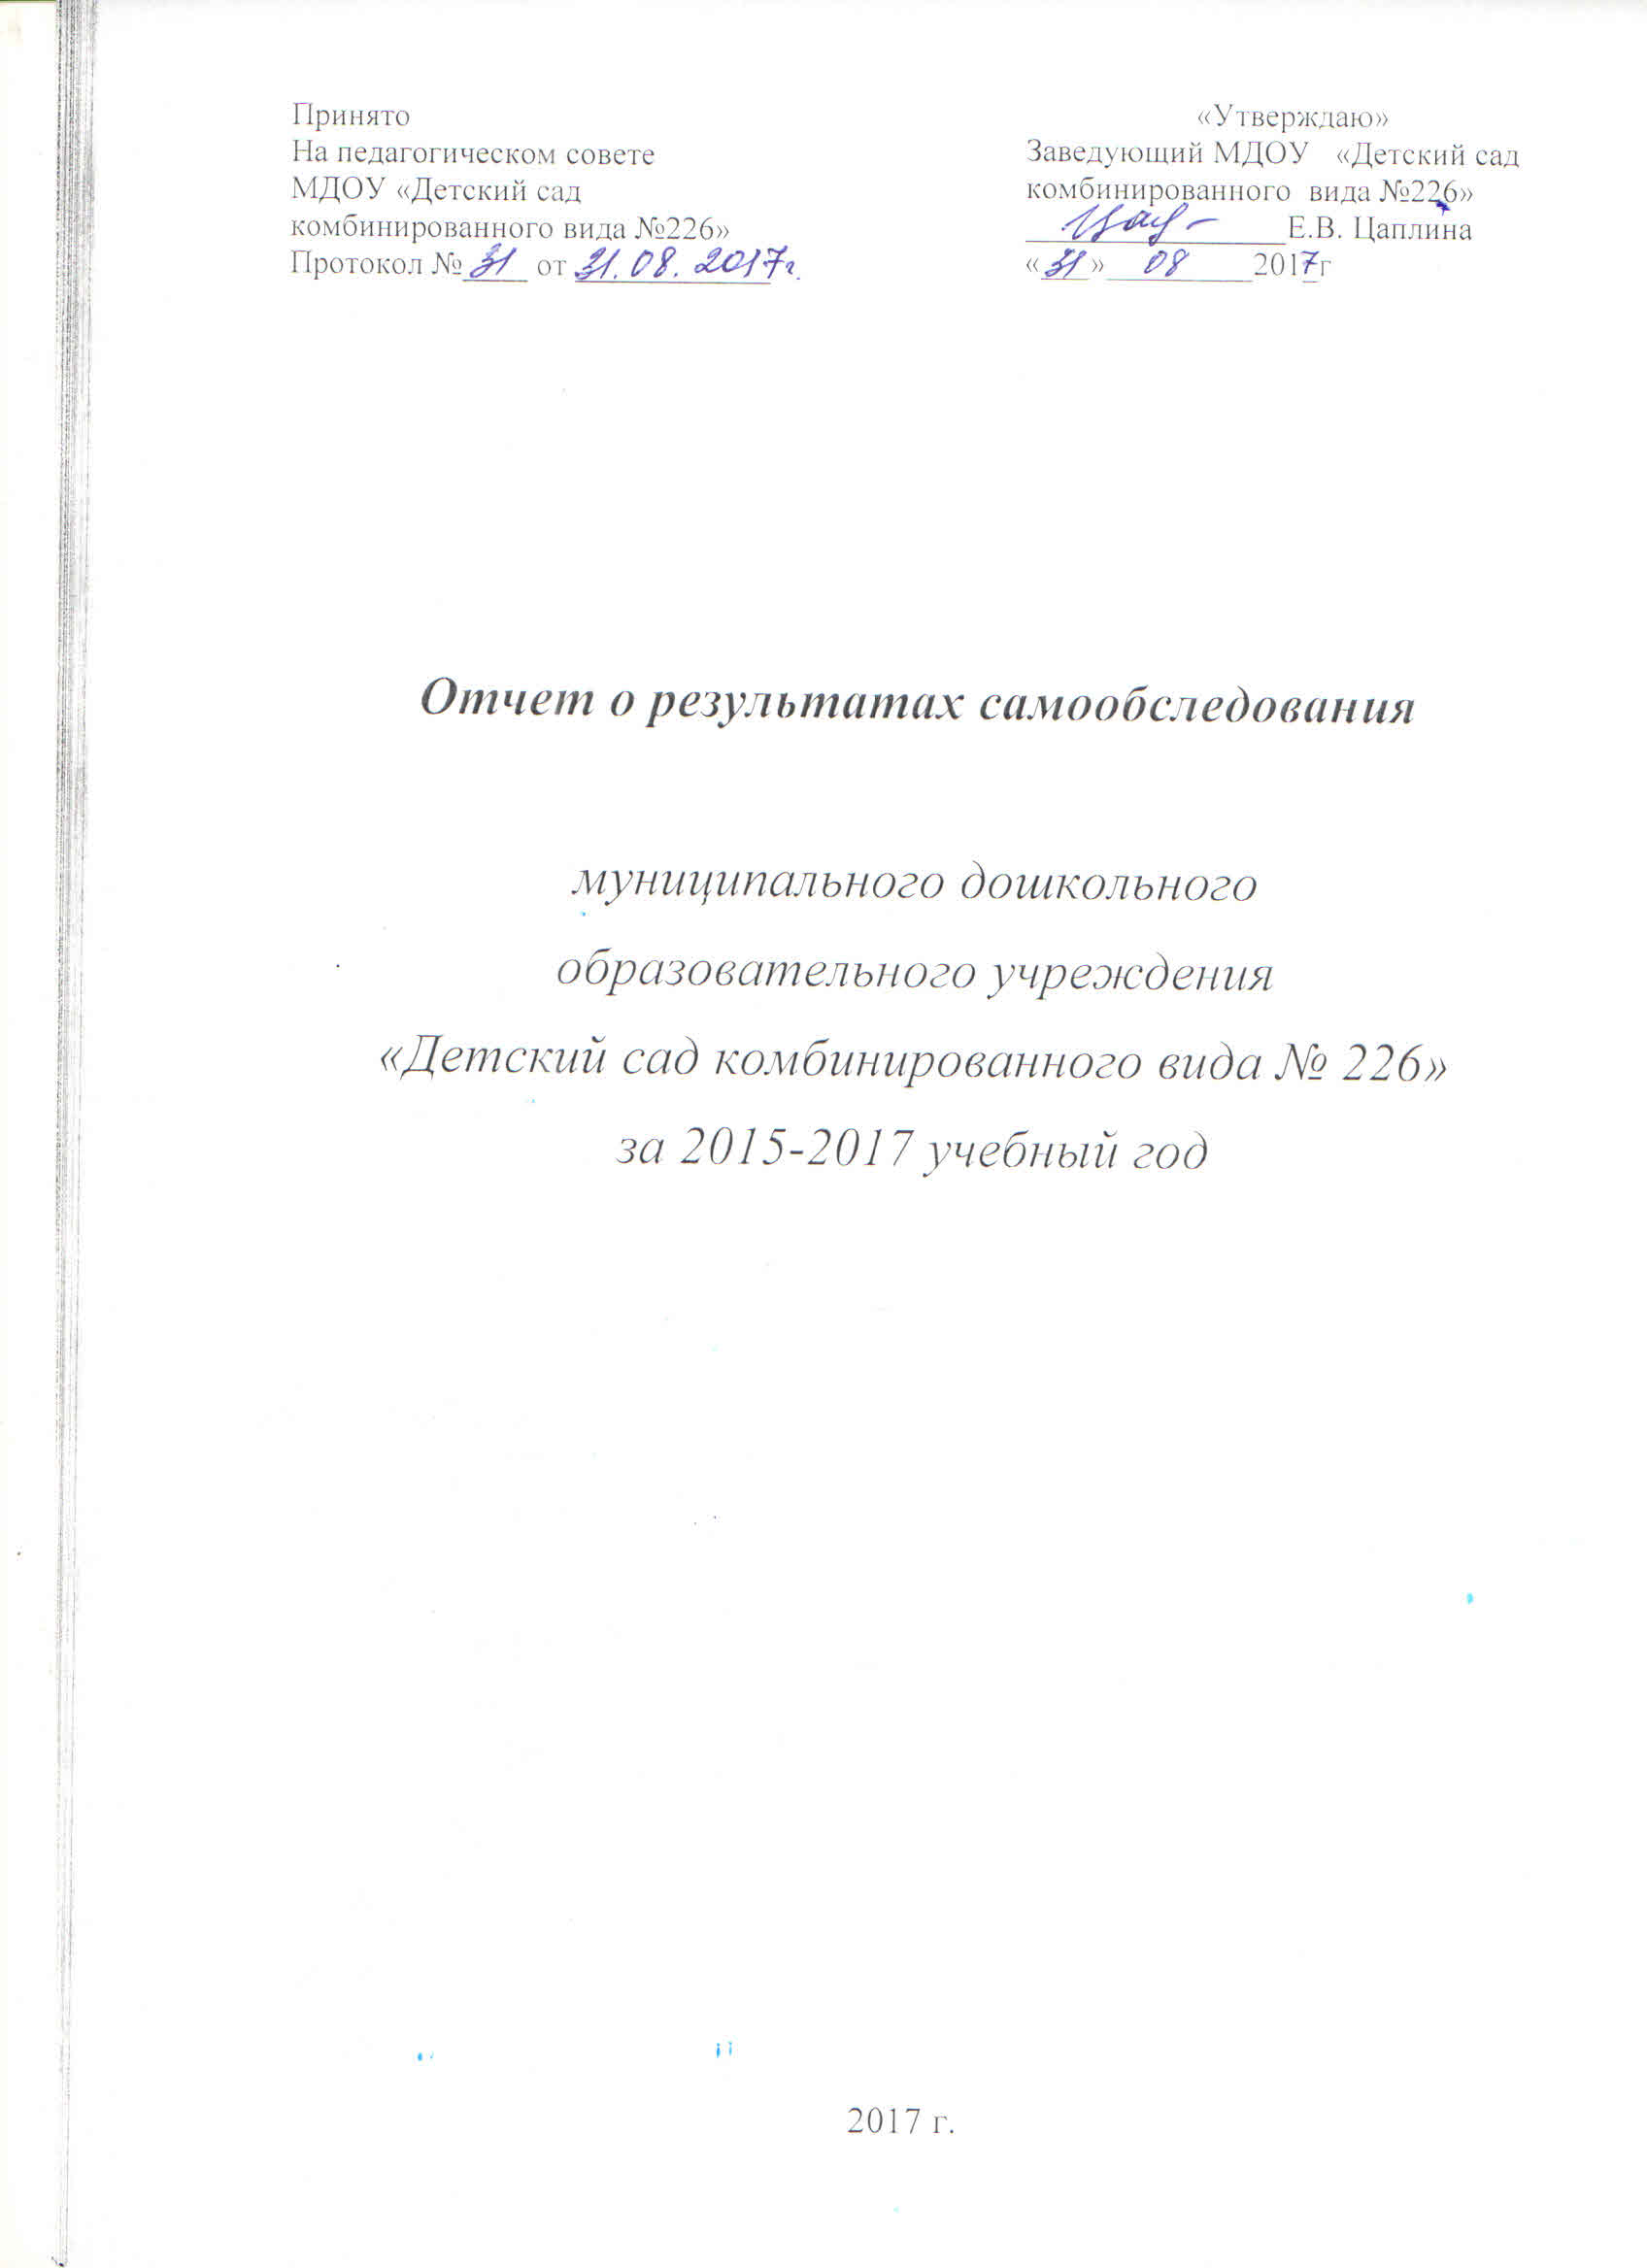 Принято
На педагогическом совете
МДОУ «Детский сад
комбинированного вида №226»
Протокол № 31 от 31.08.2017г.
«Утверждаю»
Заведующий МДОУ «Детский сад
комбинированного вида №226»
Е.В. Цаплина
«31» 08 2017г
Отчет о результатах самообследования
муниципального дошкольного
образовательного учреждения
«Детский сад комбинированного вида № 226»
за 2015-2017 учебный год
2017 г.